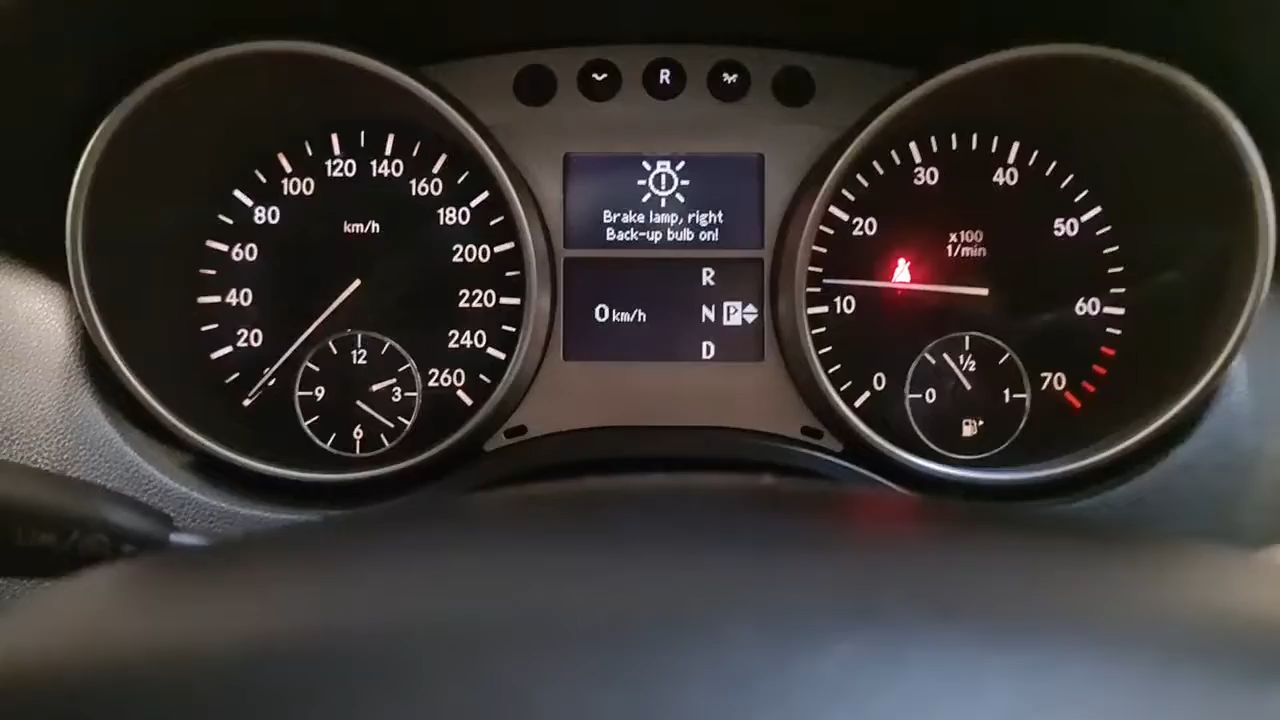 20
40
60
80
100
120
140
160
180
200
220
240
260
km/h
12
3
6
9
R
Brake lamp, right
Back-up bulb on!
R
0 km/h
N P
D
0
10
20
30
40
50
60
70
x100
1/min
0
1/2
1